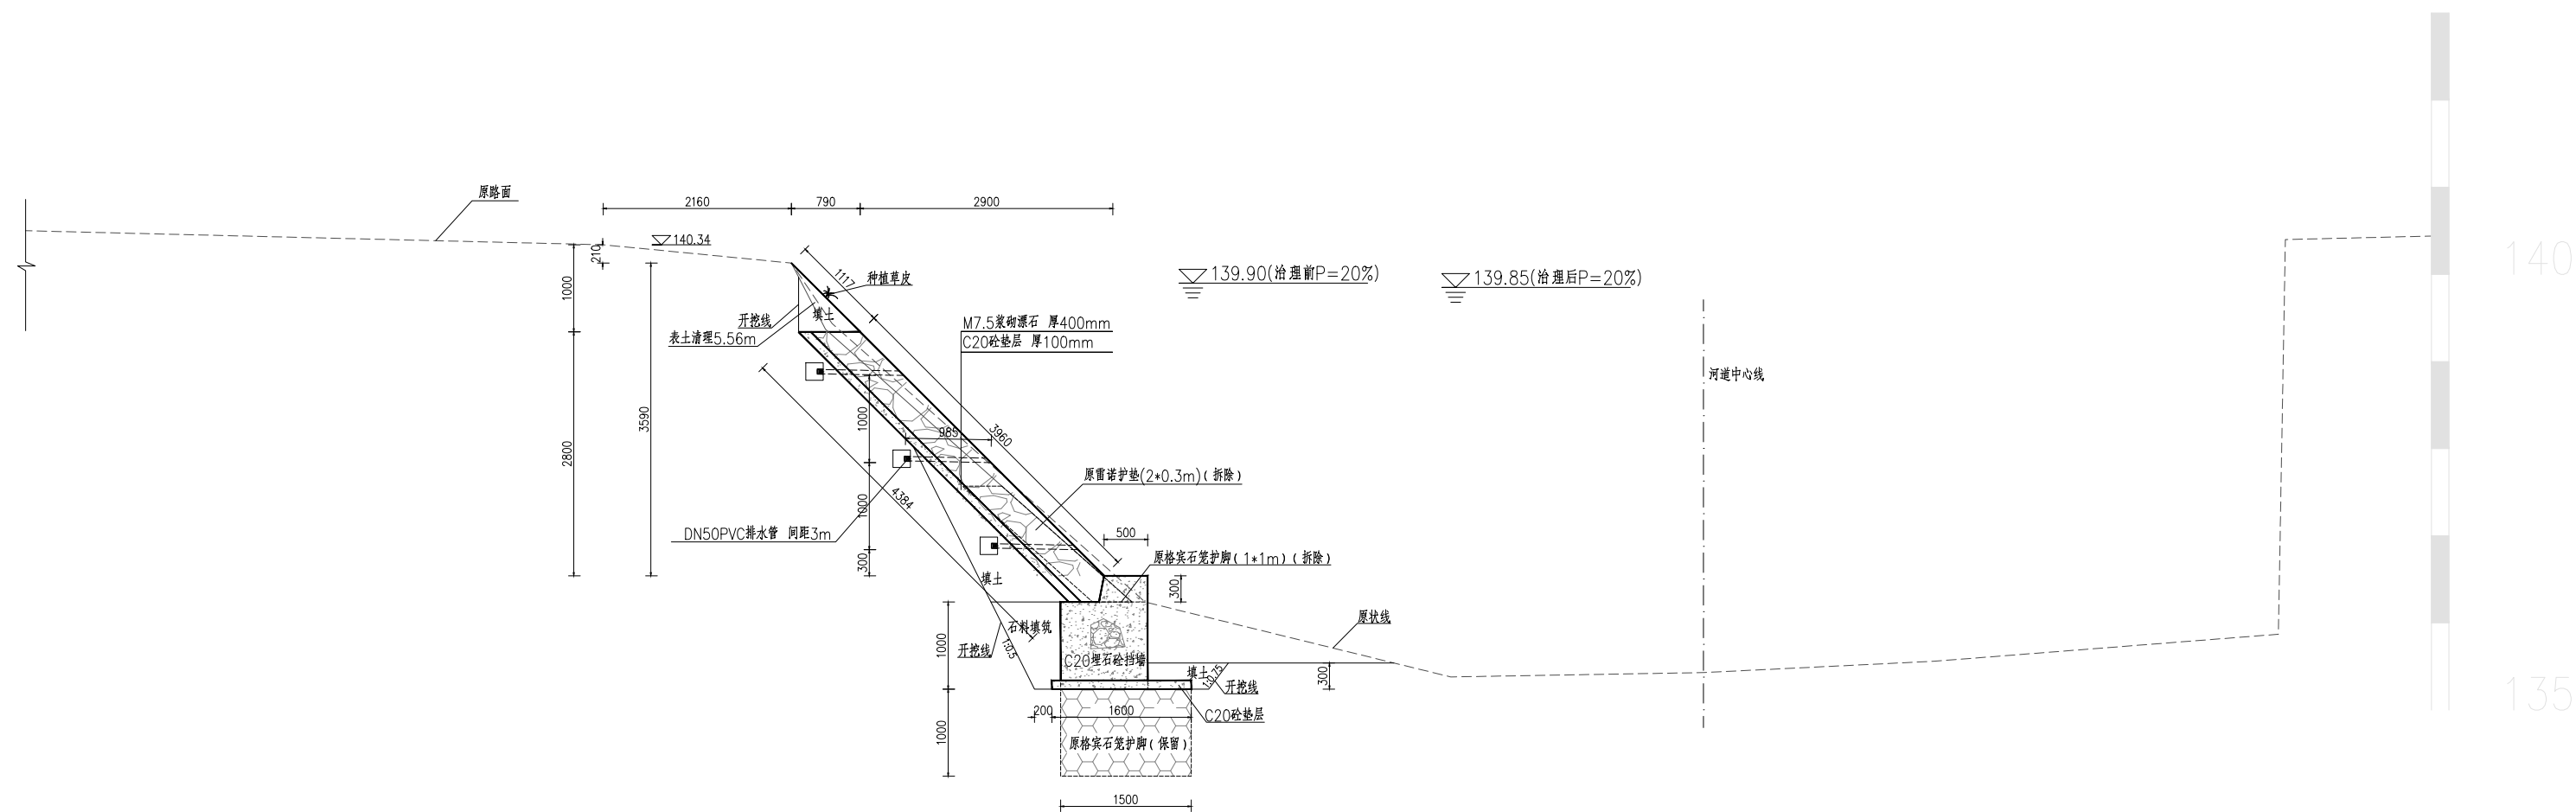 原路面
2160
790
2900
210
140.34
1000
1117
种植草皮
139.90(治理前P=20%)
139.85(治理后P=20%)
140
填土
开挖线
表土清理5.56m
M7.5浆砌漂石 厚400mm
C20砼垫层 厚100mm
河道中心线
3590
2800
1000
985
3960
原雷诺护垫(2*0.3m)(拆除)
4384
1000
DN50PVC排水管 间距3m
500
300
原格宾石笼护脚(1*1m)(拆除)
填土
300
原状线
石料填筑
1000
开挖线
1:0.5
C20埋石砼挡墙
填土
1:0.75
300
开挖线
135
200
1600
C20砼垫层
1000
原格宾石笼护脚(保留)
1500